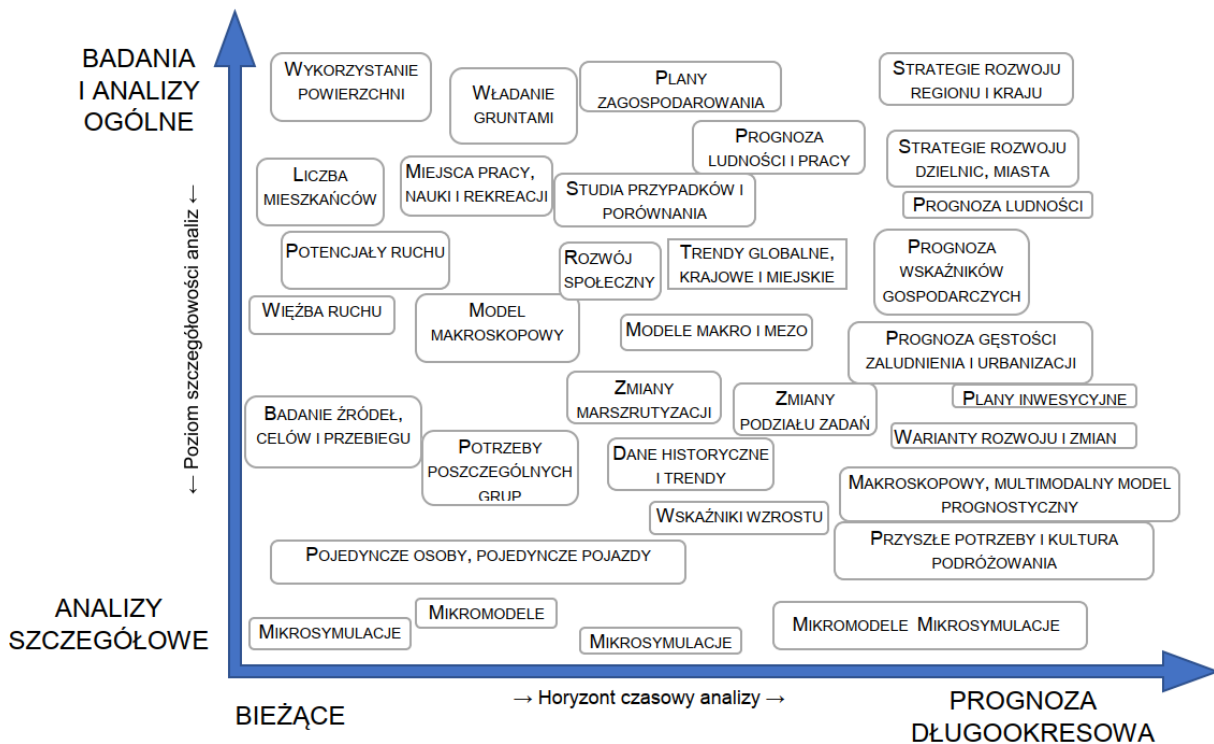 BADANIA
I ANALIZY
OGÓLNE
WYKORZYSTANIE
POWIERZCHNI
WŁADANIE
GRUNTAMI
PLANY
ZAGOSPODAROWANIA
STRATEGIE ROZWOJU
REGIONU I KRAJU
PROGNOZA
LUDNOŚCI I PRACY
STRATEGIE ROZWOJU
DZIELNIC, MIASTA
LICZBA
MIESZKAŃCÓW
MIEJSCA PRACY,
NAUKI I REKREACJI
STUDIA PRZYPADKÓW I
PORÓWNANIA
PROGNOZA LUDNOŚCI
POTENCJAŁY RUCHU
ROZWÓJ
SPOŁECZNY
TRENDY GLOBALNE,
KRAJOWE I MIEJSKIE
PROGNOZA
WSKAŹNIKÓW
GOSPODARCZYCH
WIĘŹBA RUCHU
MODEL
MAKROSKOPOWY
MODELE MAKRO I MEZO
PROGNOZA GĘSTOŚCI
ZALUDNIENIA I URBANIZACJI
← Poziom szczegółowości analiz ←
ZMIANY
MARSZRUTYZACJI
ZMIANY
PODZIAŁU ZADAŃ
PLANY INWESYCYJNE
BADANIE ŹRÓDEŁ,
CELÓW I PRZEBIEGU
POTRZEBY
POSZCZEGÓLNYCH
GRUP
DANE HISTORYCZNE
I TRENDY
WARIANTY ROZWOJU I ZMIAN
MAKROSKOPOWY, MULTIMODALNY MODEL
PROGNOSTYCZNY
WSKAŹNIKI WZROSTU
PRZYSZŁE POTRZEBY I KULTURA
PODRÓŻOWANIA
POJEDYNCZE OSOBY, POJEDYNCZE POJAZDY
ANALIZY
SZCZEGÓŁOWE
MIKROSYMULACJE
MIKROMODELE
MIKROSYMULACJE
MIKROMODELE MIKROSYMULACJE
BIEŻĄCE
→ Horyzont czasowy analizy →
PROGNOZA
DŁUGOOKRESOWA